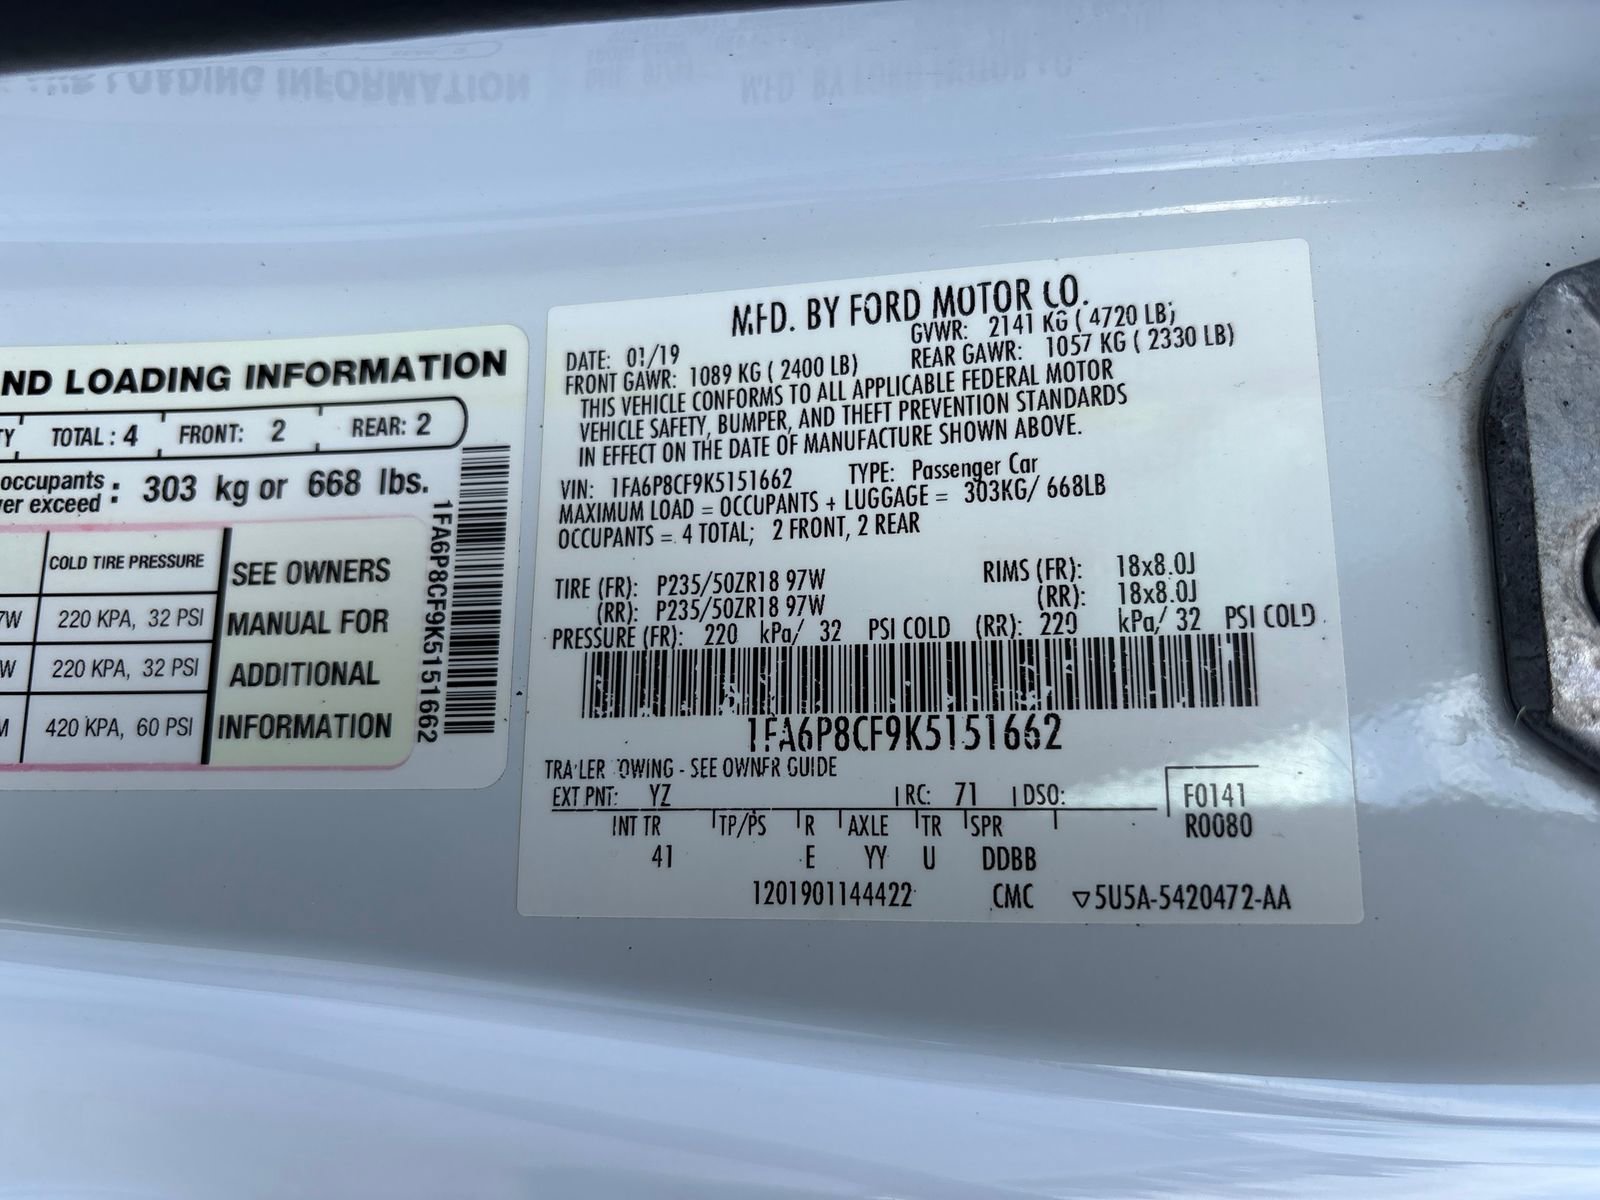 ND LOADING INFORMATION
TY TOTAL : 4 FRONT: 2 REAR: 2
occupants
er exceed : 303 kg or 668 lbs.
COLD TIRE PRESSURE
7W 220 KPA, 32 PSI
W 220 KPA, 32 PSI
M 420 KPA, 60 PSI
SEE OWNERS
MANUAL FOR
ADDITIONAL
INFORMATION
1FA6P8CF9K5151662
MFD. BY FORD MOTOR CO.
DATE: 01/19 GVWR: 2141 KG ( 4720 LB)
FRONT GAWR: 1089 KG ( 2400 LB) REAR GAWR: 1057 KG ( 2330 LB)
THIS VEHICLE CONFORMS TO ALL APPLICABLE FEDERAL MOTOR
VEHICLE SAFETY, BUMPER, AND THEFT PREVENTION STANDARDS
IN EFFECT ON THE DATE OF MANUFACTURE SHOWN ABOVE.
VIN: 1FA6P8CF9K5151662 TYPE: Passenger Car
MAXIMUM LOAD = OCCUPANTS + LUGGAGE = 303KG/ 668LB
OCCUPANTS = 4 TOTAL; 2 FRONT, 2 REAR
TIRE (FR): P235/50ZR18 97W RIMS (FR): 18x8.0J
(RR): P235/50ZR18 97W (RR): 18x8.0J
PRESSURE (FR): 220 kPa/ 32 PSI COLD (RR): 220 kPa/ 32 PSI COLD
1FA6P8CF9K5151662
TRAILER TOWING - SEE OWNER GUIDE
EXT PNT: YZ RC: 71 DSO: F0141
INT TR TP/PS R AXLE TR SPR R0080
41 E YY U DDBB
1201901144422 CMC ▽5U5A-5420472-AA